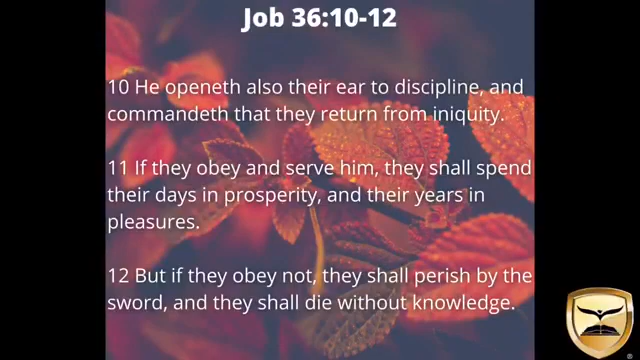 Job 36:10-12
10 He openeth also their ear to discipline, and
commandeth that they return from iniquity.
11 If they obey and serve him, they shall spend
their days in prosperity, and their years in
pleasures.
12 But if they obey not, they shall perish by the
sword, and they shall die without knowledge.
®